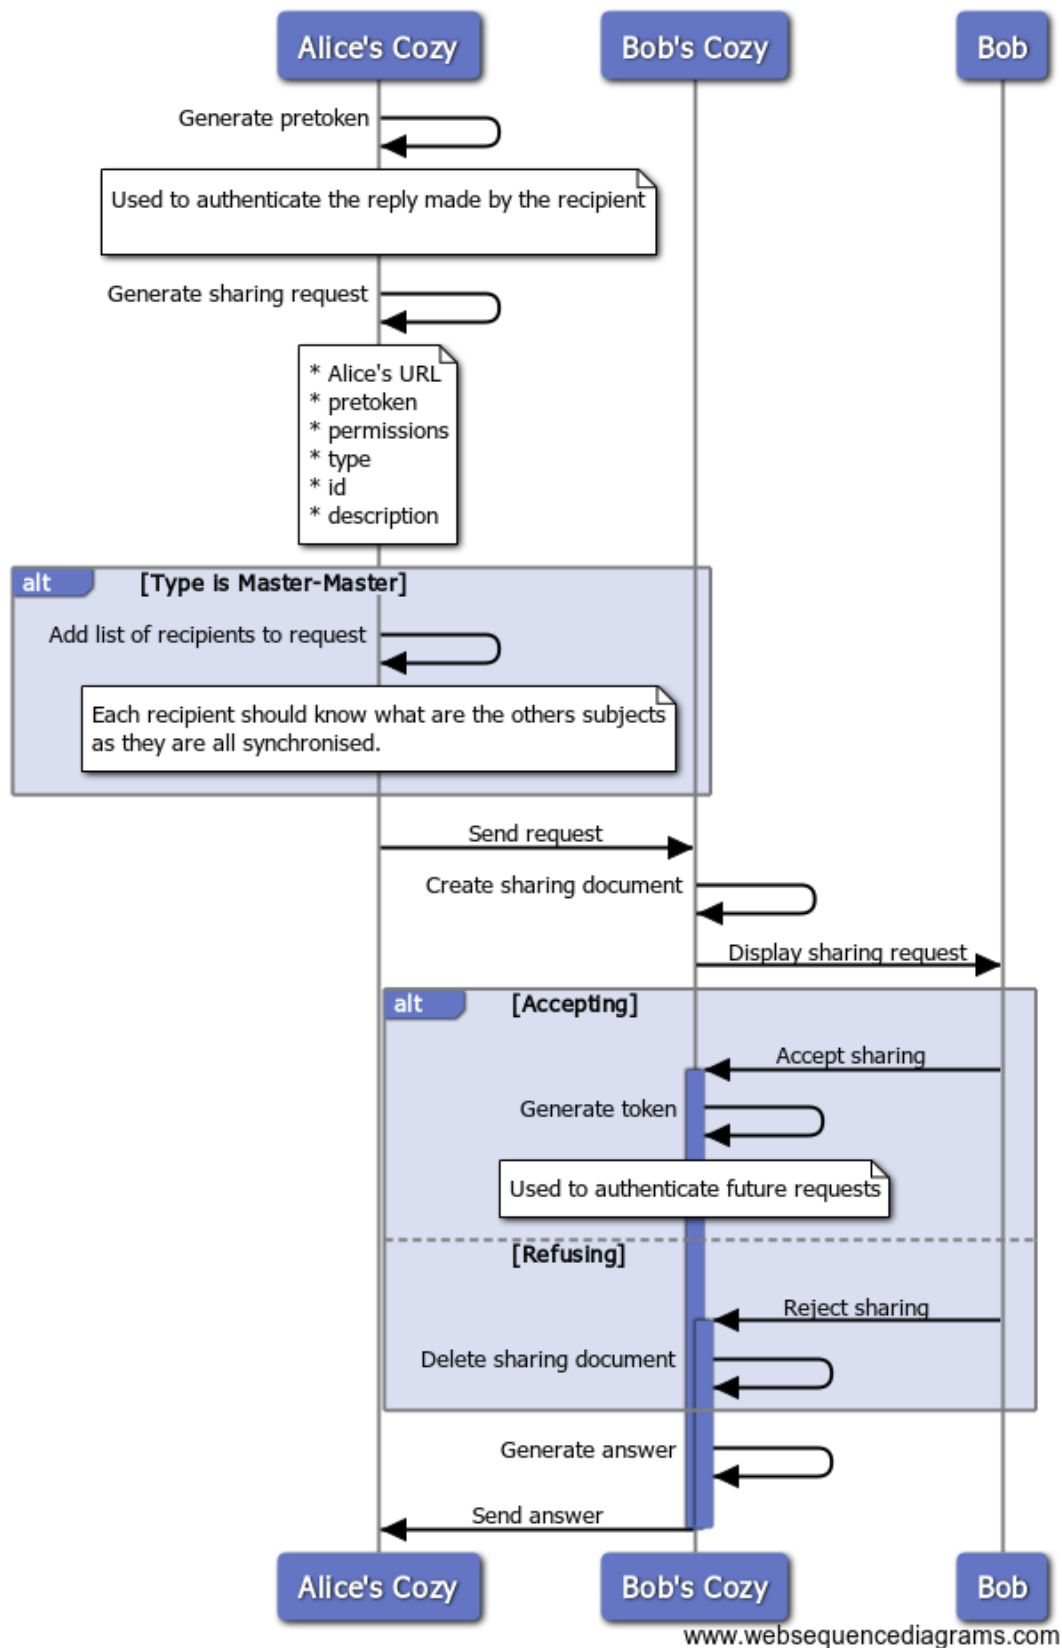 Alice's Cozy
Bob's Cozy
Bob
Generate pretoken
Used to authenticate the reply made by the recipient
Generate sharing request
* Alice's URL
* pretoken
* permissions
* type
* id
* description
alt
[Type is Master-Master]
Add list of recipients to request
Each recipient should know what are the others subjects
as they are all synchronised.
Send request
Create sharing document
Display sharing request
alt
[Accepting]
Accept sharing
Generate token
Used to authenticate future requests
[Refusing]
Reject sharing
Delete sharing document
Generate answer
Send answer
Alice's Cozy
Bob's Cozy
Bob
www.websequencediagrams.com